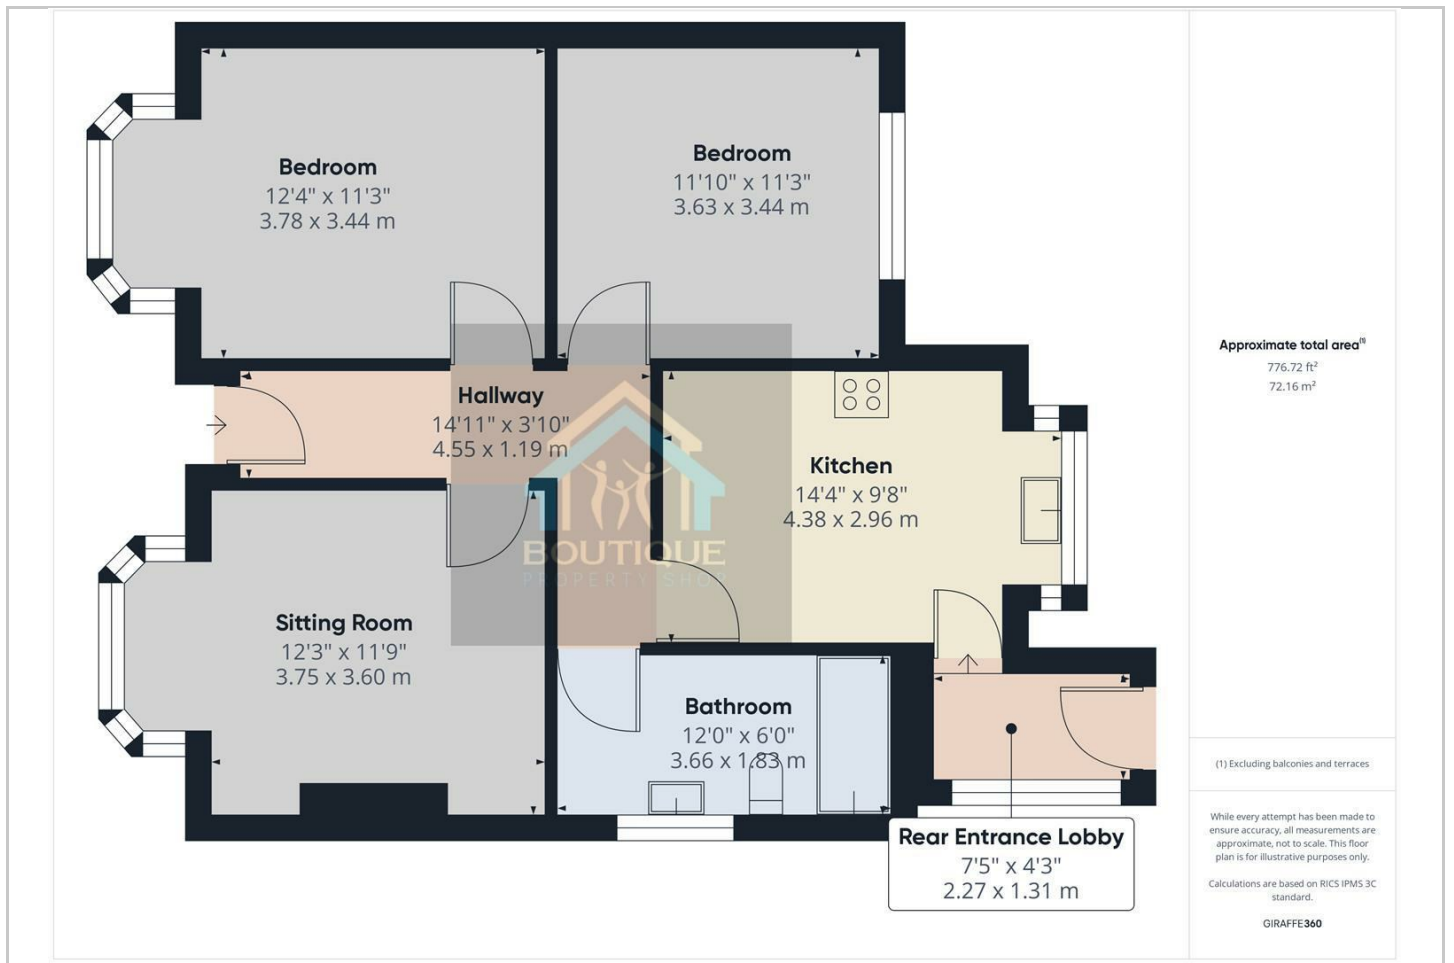 Bedroom
12'4" x 11'3"
3.78 x 3.44 m
Bedroom
11'10" x 11'3"
3.63 x 3.44 m
Hallway
14'11" x 3'10"
4.55 x 1.19 m
Kitchen
14'4" x 9'8"
4.38 x 2.96 m
BOUTIQUE
PROPERTY SHOP
Sitting Room
12'3" x 11'9"
3.75 x 3.60 m
Bathroom
12'0" x 6'0"
3.66 x 1.83 m
Rear Entrance Lobby
7'5" x 4'3"
2.27 x 1.31 m
Approximate total area(1)
776.72 ft²
72.16 m²
(1) Excluding balconies and terraces
While every attempt has been made to
ensure accuracy, all measurements are
approximate, not to scale. This floor
plan is for illustrative purposes only.
Calculations are based on RICS IPMS 3C
standard.
GIRAFFE360